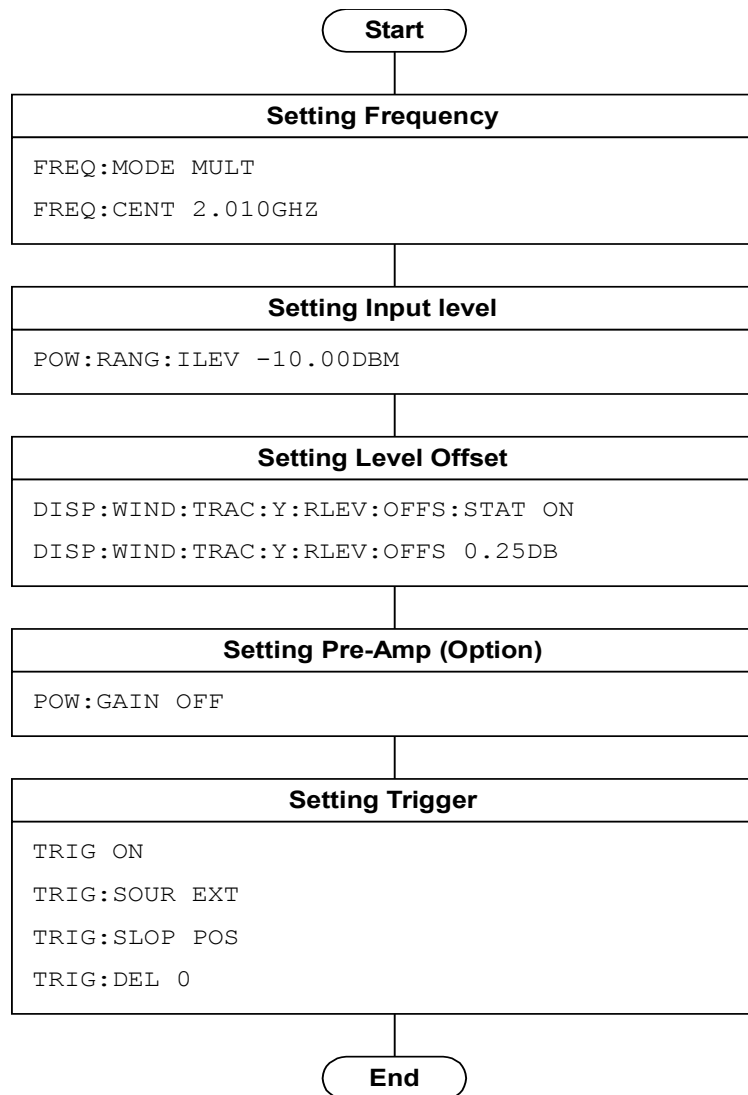 Start
Setting Frequency
FREQ:MODE MULT
FREQ:CENT 2.010GHZ
Setting Input level
POW:RANG:ILEV -10.00DBM
Setting Level Offset
DISP:WIND:TRAC:Y:RLEV:OFFS:STAT ON
DISP:WIND:TRAC:Y:RLEV:OFFS 0.25DB
Setting Pre-Amp (Option)
POW:GAIN OFF
Setting Trigger
TRIG ON
TRIG:SOUR EXT
TRIG:SLOP POS
TRIG:DEL 0
End